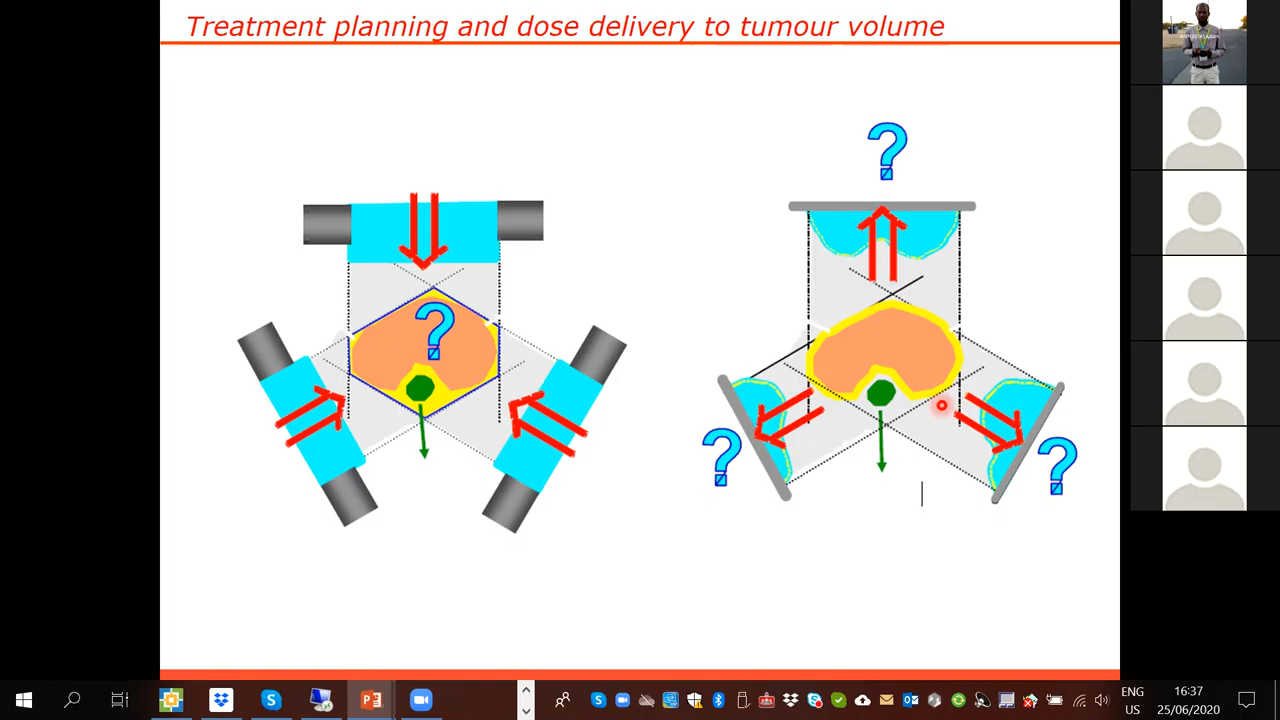 Treatment planning and dose delivery to tumour volume
?
?
?
?
?
ENG
US
16:37
25/06/2020